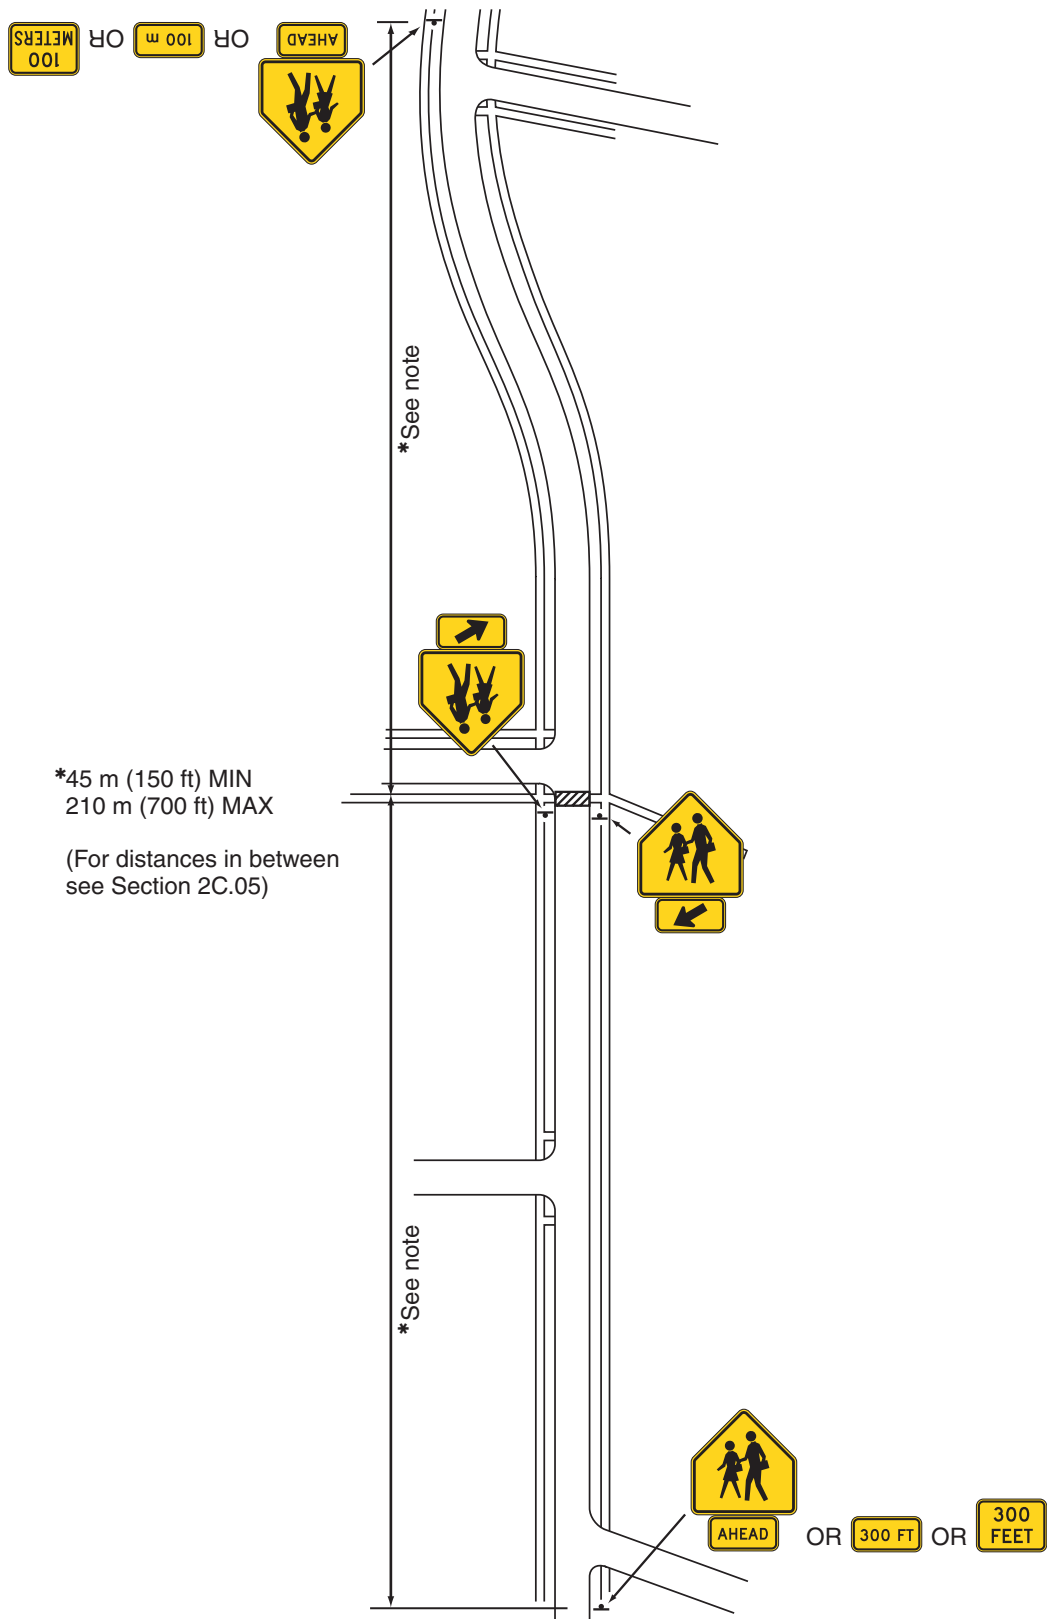 100
METERS
OR
100 m
OR
AHEAD
*See note
*45 m (150 ft) MIN
210 m (700 ft) MAX
(For distances in between
see Section 2C.05)
*See note
AHEAD
OR
300 FT
OR
300
FEET